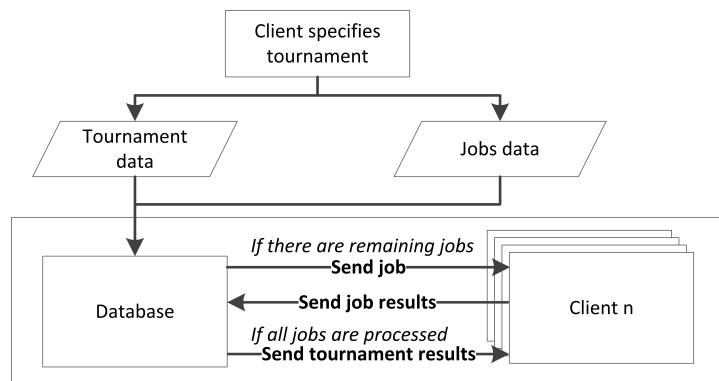 Client specifies
tournament
Tournament
data
Jobs data
If there are remaining jobs
Send job
Database
Send job results
Client n
If all jobs are processed
Send tournament results